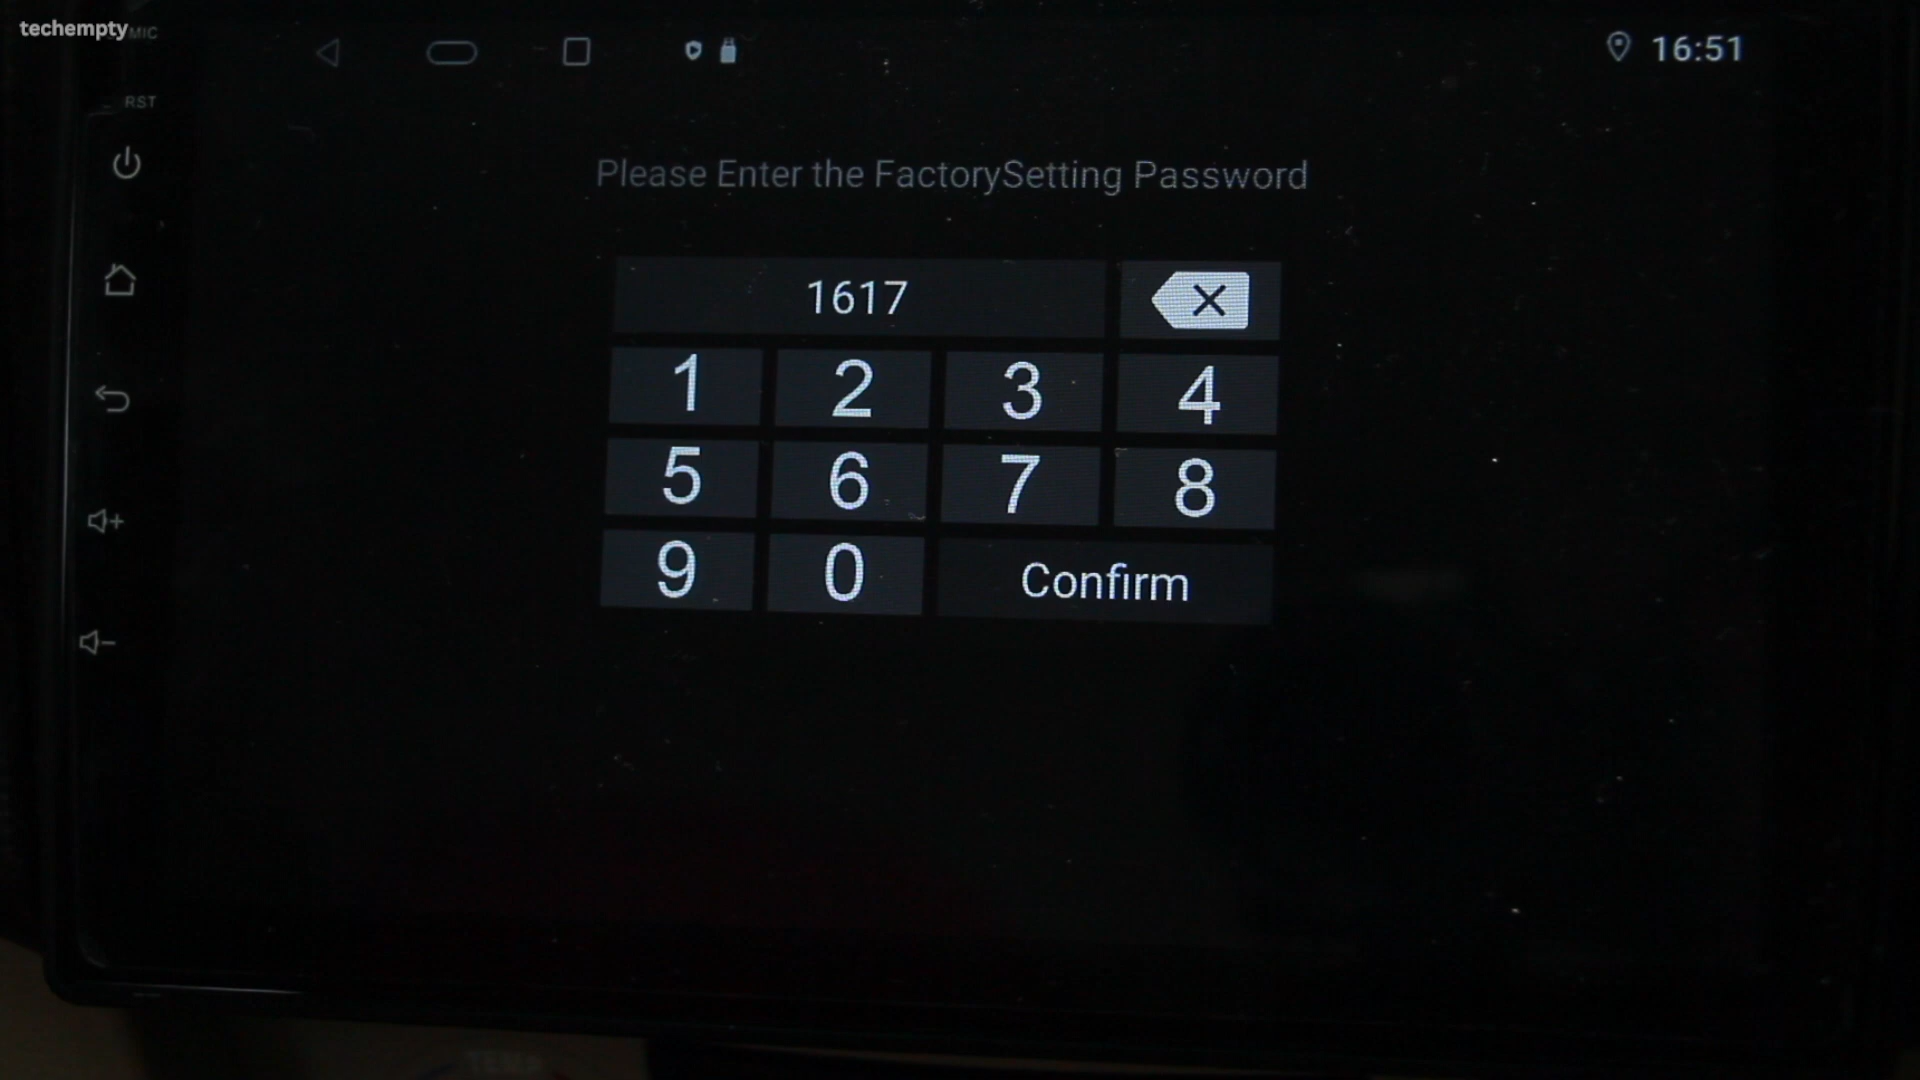 techempty
MIC
16:51
RST
Please Enter the FactorySetting Password
1617
1 2 3 4
5 6 7 8
9 0 Confirm
TEMP